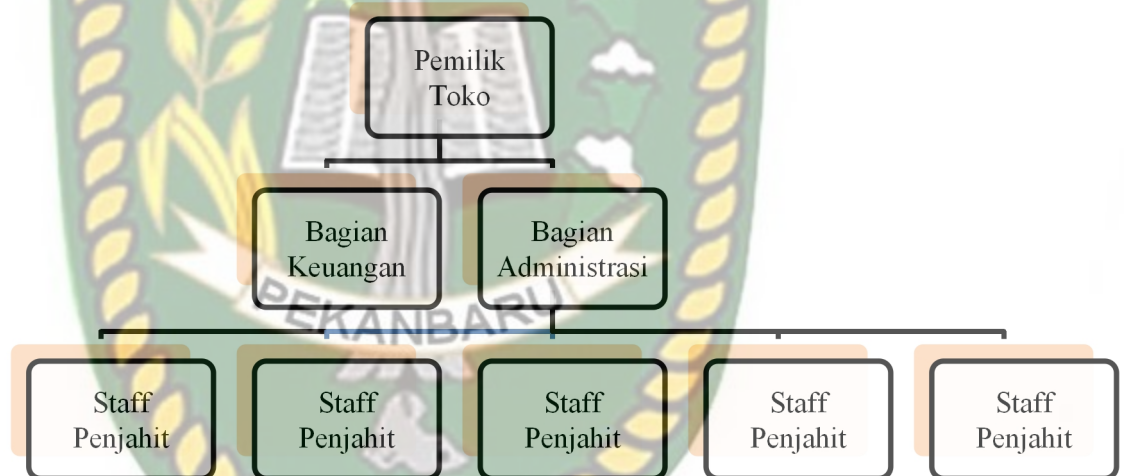 Pemilik
Toko
Bagian
Keuangan
Bagian
Administrasi
PEKANBARU
Staff
Penjahit
Staff
Penjahit
Staff
Penjahit
Staff
Penjahit
Staff
Penjahit